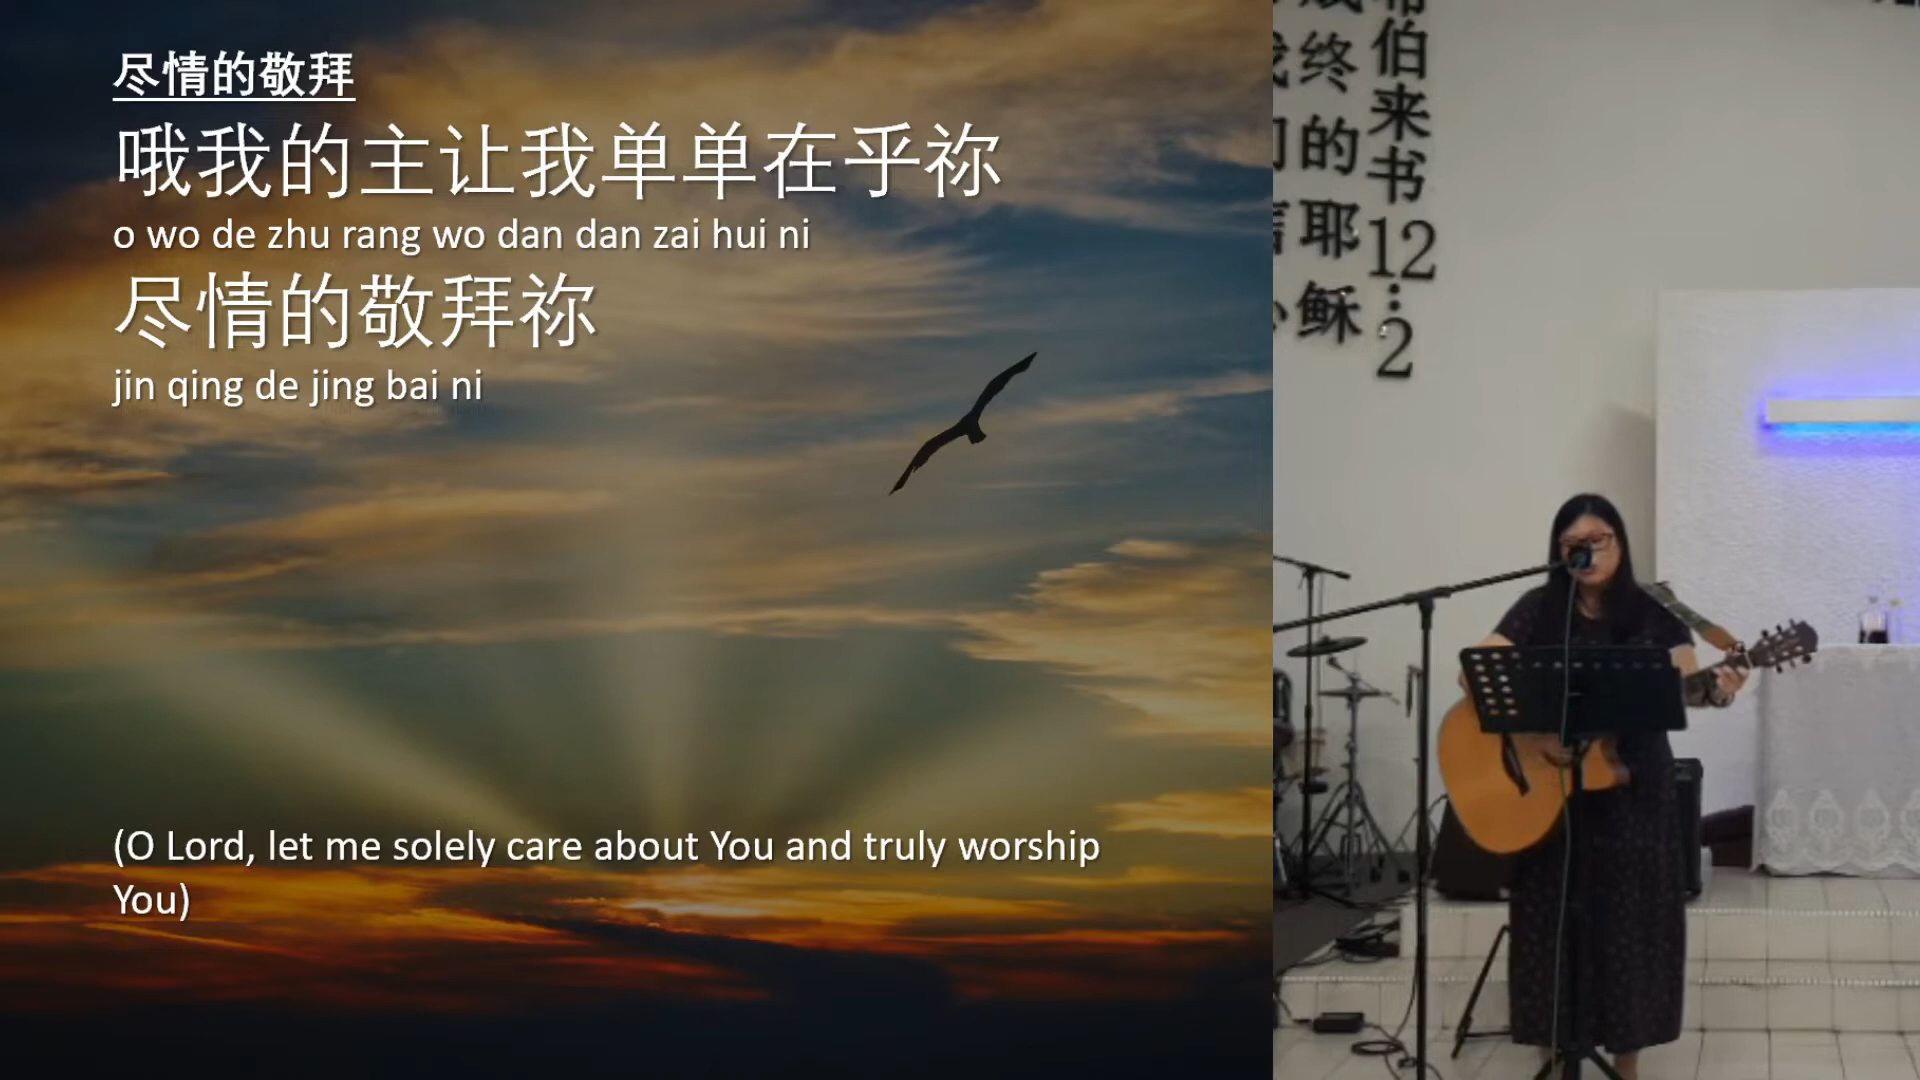 尽情的敬拜
哦我的主让我单单在乎祢
o wo de zhu rang wo dan dan zai hui ni
尽情的敬拜祢
jin qing de jing bai ni
(O Lord, let me solely care about You and truly worship
You)
伯来书12:2
终的耶稣